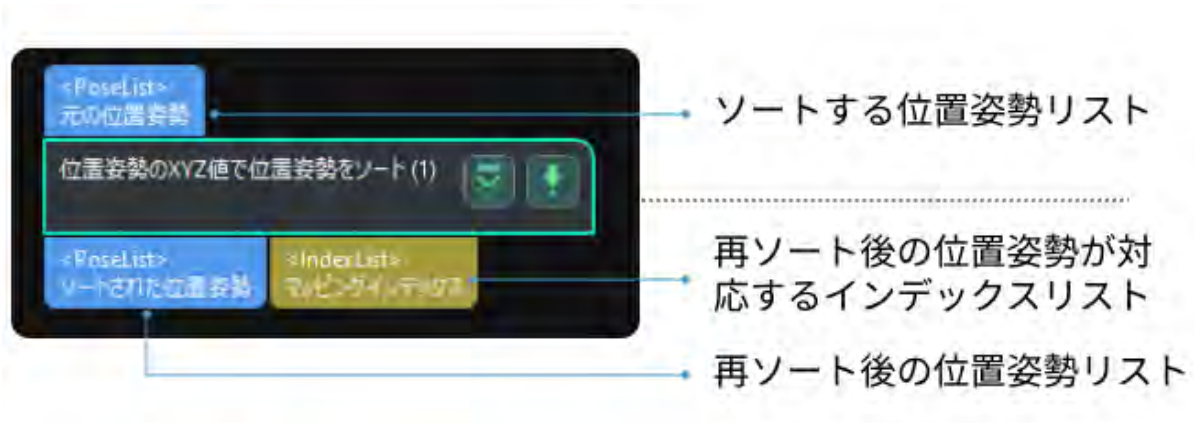 <PoseList>
元の位置姿勢
ソートする位置姿勢リスト
位置姿勢のXYZ値で位置姿勢をソート (1)
<PoseList>
ソートされた位置姿勢
<IndexList>
マッピングインデックス
再ソート後の位置姿勢が対
応するインデックスリスト
再ソート後の位置姿勢リスト